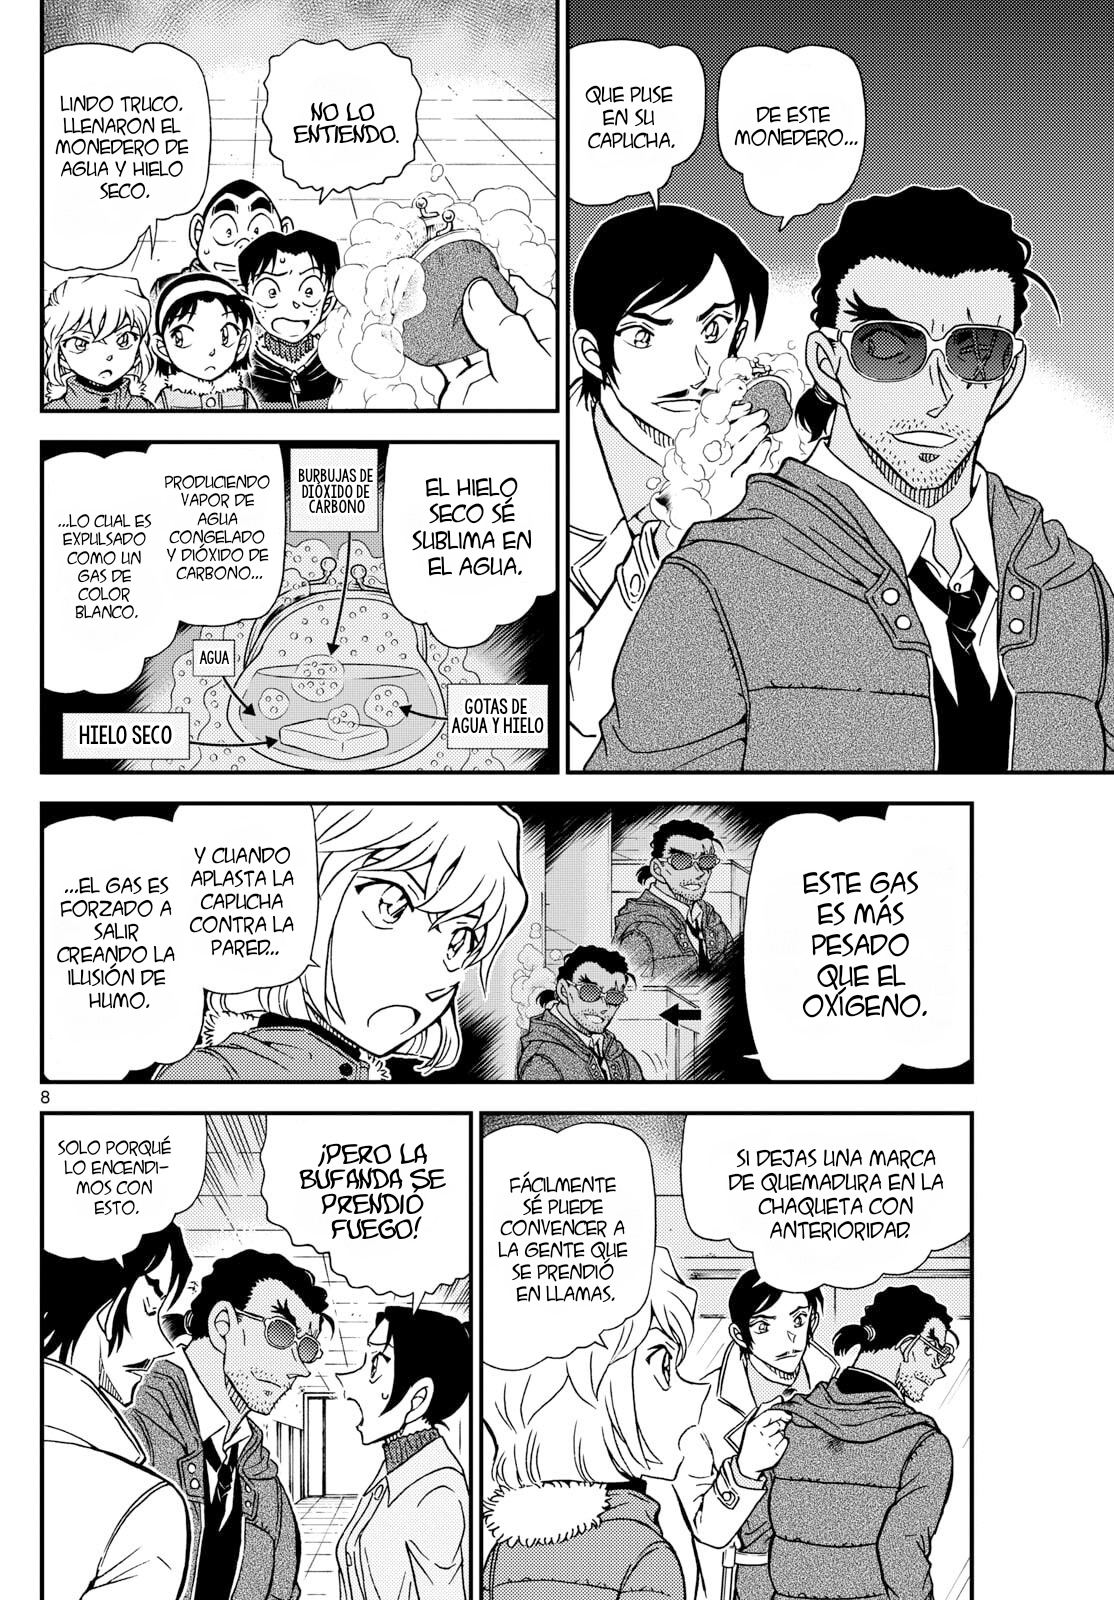 DE ESTE
MONEDERO...
QUE PUSE
EN SU
CAPUCHA.
NO LO
ENTIENDO.
LINDO TRUCO.
LLENARON EL
MONEDERO DE
AGUA Y HIELO
SECO.
EL HIELO
SECO SÉ
SUBLIMA EN
EL AGUA.
BURBUJAS DE
DIÓXIDO DE
CARBONO
PRODUCIENDO
VAPOR DE
AGUA
CONGELADO
Y DIÓXIDO DE
CARBONO...
...LO CUAL ES
EXPULSADO
COMO UN
GAS DE
COLOR
BLANCO.
AGUA
GOTAS DE
AGUA Y HIELO
HIELO SECO
ESTE GAS
ES MÁS
PESADO
QUE EL
OXÍGENO.
Y CUANDO
APLASTA LA
CAPUCHA
CONTRA LA
PARED...
...EL GAS ES
FORZADO A
SALIR
CREANDO LA
ILUSIÓN DE
HUMO.
8
SI DEJAS UNA MARCA
DE QUEMADURA EN LA
CHAQUETA CON
ANTERIORIDAD.
FÁCILMENTE
SÉ PUEDE
CONVENCER A
LA GENTE QUE
SE PRENDIÓ
EN LLAMAS.
¡PERO LA
BUFANDA SE
PRENDIÓ
FUEGO!
SOLO PORQUÉ
LO ENCENDI-
MOS CON
ESTO.